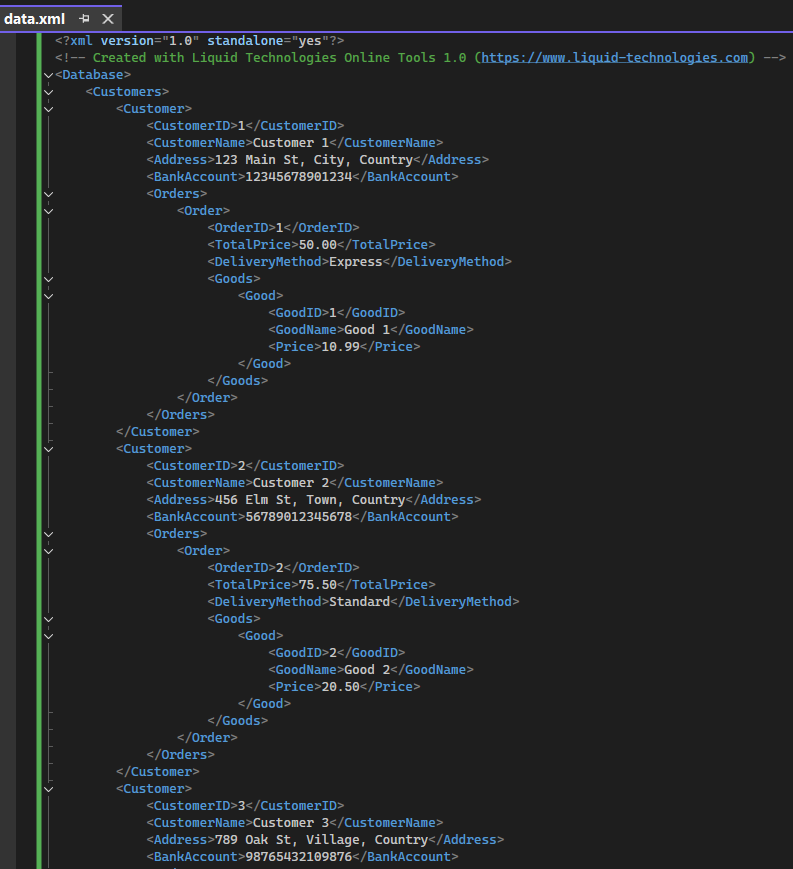 data.xml
<?xml version="1.0" standalone="yes"?>
<!-- Created with Liquid Technologies Online Tools 1.0 (https://www.liquid-technologies.com) -->
<Database>
<Customers>
<Customer>
<CustomerID>1</CustomerID>
<CustomerName>Customer 1</CustomerName>
<Address>123 Main St, City, Country</Address>
<BankAccount>12345678901234</BankAccount>
<Orders>
<Order>
<OrderID>1</OrderID>
<TotalPrice>50.00</TotalPrice>
<DeliveryMethod>Express</DeliveryMethod>
<Goods>
<Good>
<GoodID>1</GoodID>
<GoodName>Good 1</GoodName>
<Price>10.99</Price>
</Good>
</Goods>
</Order>
</Orders>
</Customer>
<Customer>
<CustomerID>2</CustomerID>
<CustomerName>Customer 2</CustomerName>
<Address>456 Elm St, Town, Country</Address>
<BankAccount>56789012345678</BankAccount>
<Orders>
<Order>
<OrderID>2</OrderID>
<TotalPrice>75.50</TotalPrice>
<DeliveryMethod>Standard</DeliveryMethod>
<Goods>
<Good>
<GoodID>2</GoodID>
<GoodName>Good 2</GoodName>
<Price>20.50</Price>
</Good>
</Goods>
</Order>
</Orders>
</Customer>
<Customer>
<CustomerID>3</CustomerID>
<CustomerName>Customer 3</CustomerName>
<Address>789 Oak St, Village, Country</Address>
<BankAccount>98765432109876</BankAccount>